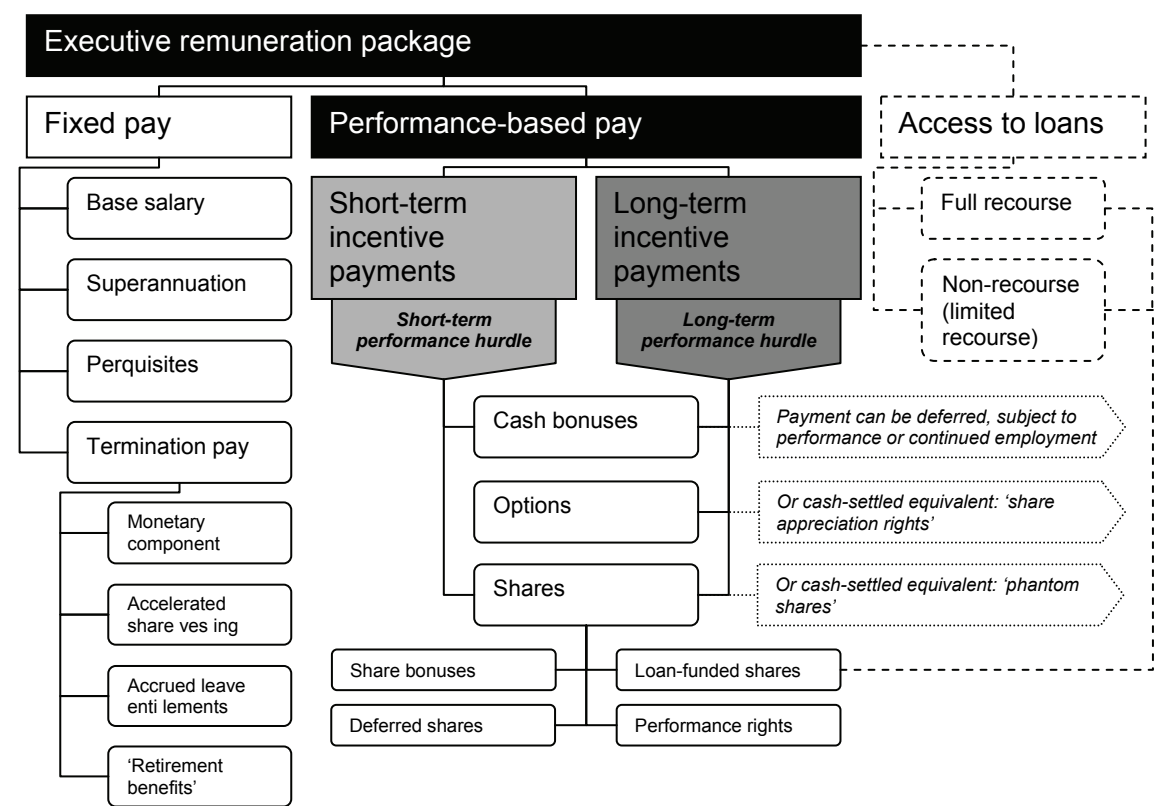 Executive remuneration package
Fixed pay
Performance-based pay
Access to loans
Base salary
Superannuation
Perquisites
Termination pay
Monetary
component
Accelerated
share ves ing
Accrued leave
enti lements
‘Retirement
benefits’
Short-term
incentive
payments
Short-term
performance hurdle
Long-term
incentive
payments
Long-term
performance hurdle
Cash bonuses
Payment can be deferred, subject to
performance or continued employment
Options
Or cash-settled equivalent: ‘share
appreciation rights’
Shares
Or cash-settled equivalent: ‘phantom
shares’
Share bonuses
Loan-funded shares
Deferred shares
Performance rights
Full recourse
Non-recourse
(limited
recourse)